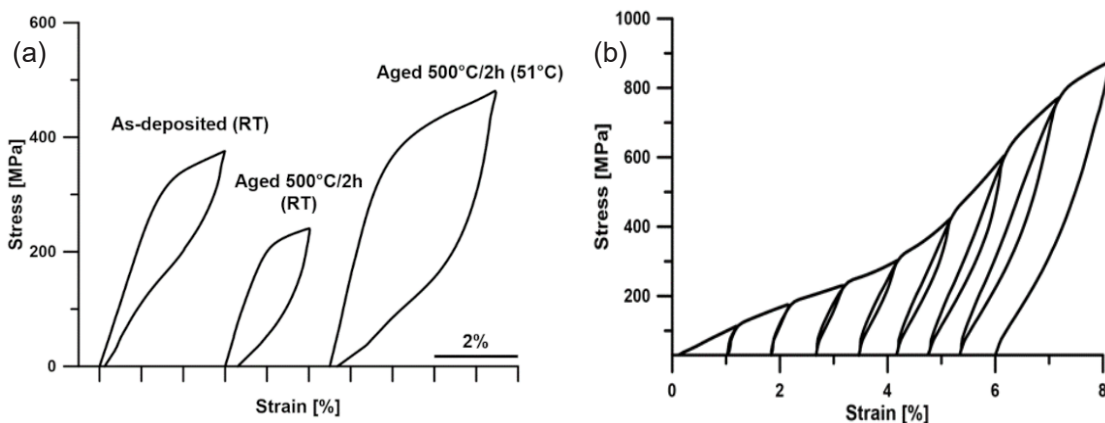 (a)
600
400
200
0
Stress [MPa]
As-deposited (RT)
Aged 500°C/2h
(RT)
Aged 500°C/2h (51°C)
2%
Strain [%]
(b)
1000
800
600
400
200
Stress [MPa]
0
2
4
6
8
Strain [%]